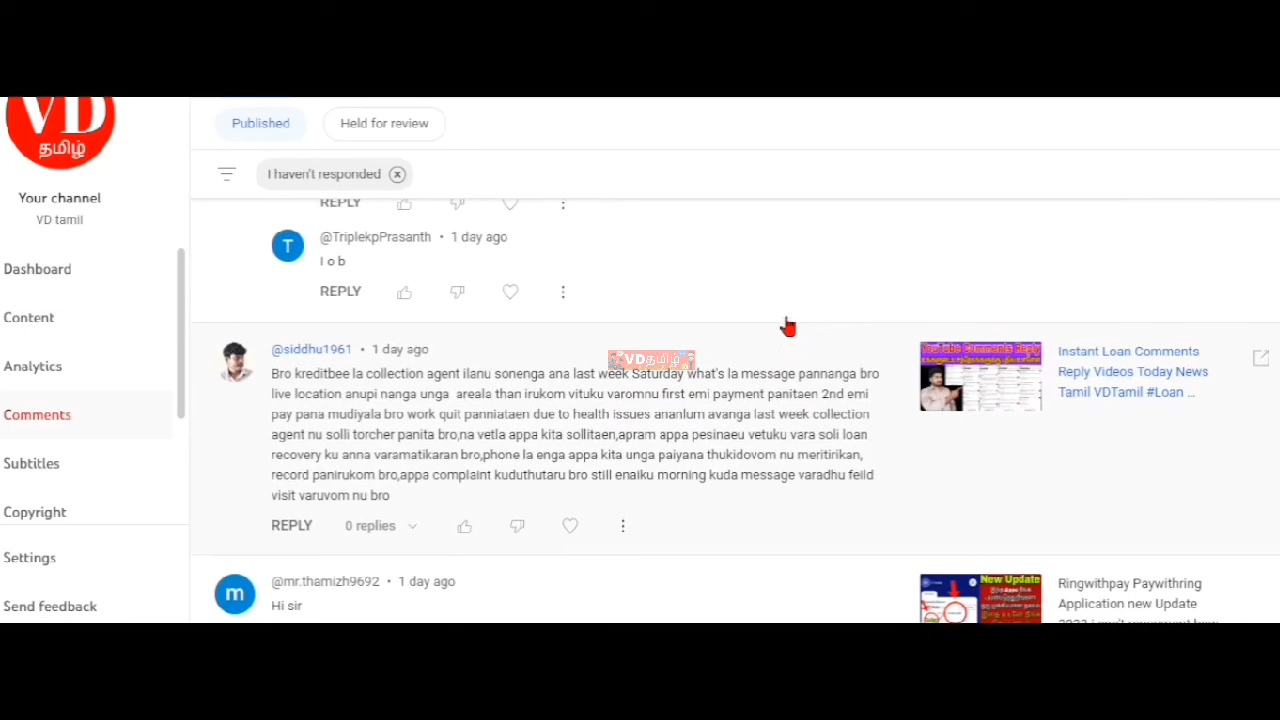 VD
தமிழ்
Your channel
VD tamil
Dashboard
Content
Analytics
Comments
Subtitles
Copyright
Settings
Send feedback
Published
Held for review
I haven't responded
REPLY
T
@TriplekpPrasanth • 1 day ago
I o b
REPLY
@siddhu1961 • 1 day ago
Bro kreditbee la collection agent ilanu sonenga ana last week Saturday what's la message pannanga bro
live location anupi nanga unga areala than irukom vituku varomnu first emi payment panitaen 2nd emi
pay pana mudiyala bro work quit panniataen due to health issues ananlum avanga last week collection
agent nu solli torcher panita bro,na vetla appa kita sollitaen,apram appa pesinaeu vetuku vara soli loan
recovery ku anna varamatikaran bro,phone la enga appa kita unga paiyana thukidovom nu meritirikan,
record panirukom bro,appa complaint kuduthutaru bro still enaiku morning kuda message varadhu feild
visit varuvom nu bro
REPLY
0 replies
VDதமிழ்
YouTube Comments Reply
Instant Loan Comments
Reply Videos Today News
Tamil VDTamil #Loan ...
m
@mr.thamizh9692 • 1 day ago
Hi sir
New Update
Ringwithpay Paywithring
Application new Update